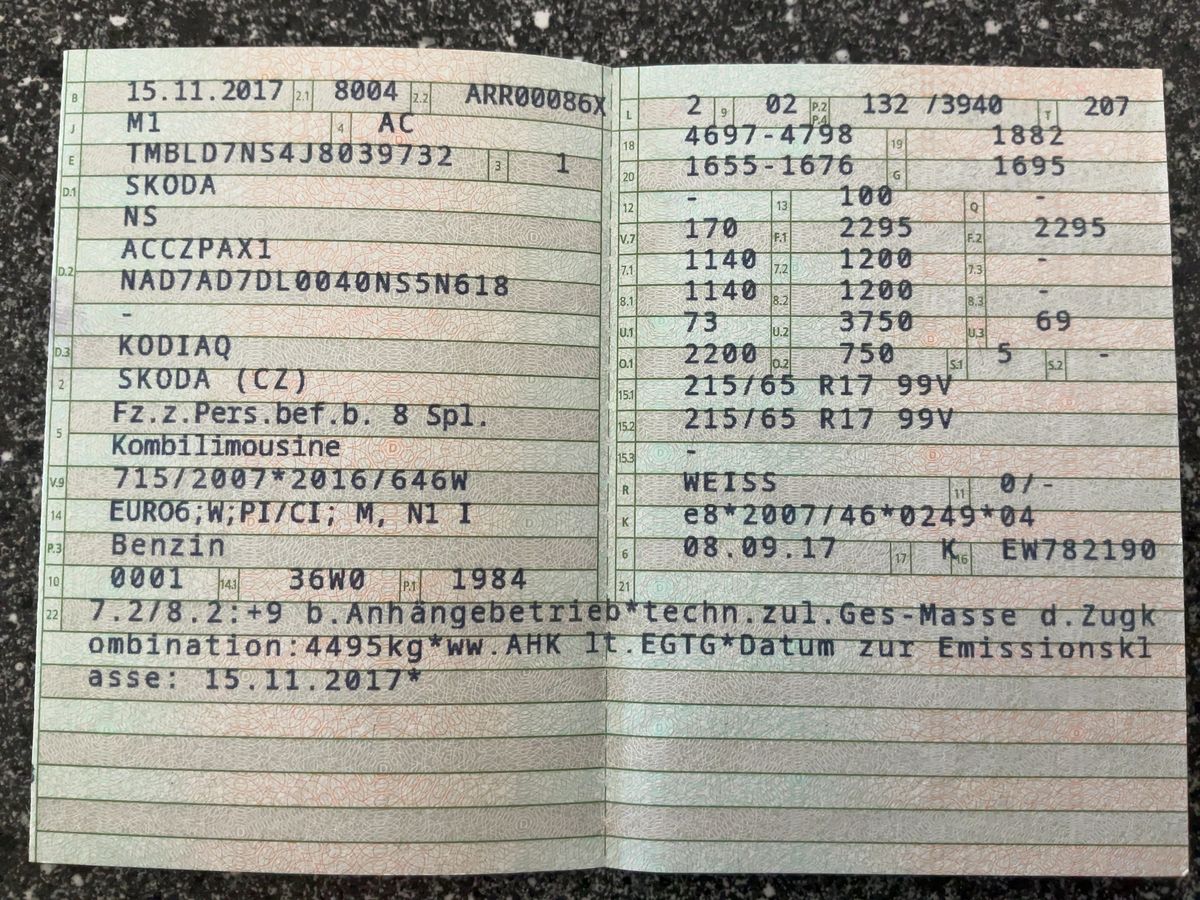 B 15.11.2017 2.1 8004 2.2 ARR00086X
J M1 4 AC
E TMBLD7NS4J8039732 3 1
D.1 SKODA
NS
ACCZPAX1
D.2 NAD7AD7DL0040NS5N618
-
D.3 KODIAQ
2 SKODA (CZ)
Fz.z.Pers.bef.b. 8 Spl.
5 Kombilimousine
V.9 715/2007*2016/646W
14 EURO6;W;PI/CI; M, N1 I
P.3 Benzin
10 0001 14.1 36W0 P.1 1984
L 2 9 02 P.2 P.4 132 /3940 T 207
18 4697-4798 19 1882
20 1655-1676 G 1695
12 - 13 100 Q -
V.7 170 F.1 2295 F.2 2295
7.1 1140 7.2 1200 7.3 -
8.1 1140 8.2 1200 8.3 -
U.1 73 U.2 3750 U.3 69
O.1 2200 O.2 750 S.1 5 S.2 -
15.1 215/65 R17 99V
15.2 215/65 R17 99V
15.3 -
R WEISS 11 0/-
K e8*2007/46*0249*04
6 08.09.17 17 K 16 EW782190
21
22 7.2/8.2:+9 b.Anhängebetrieb*techn.zul.Ges-Masse d.Zugk
ombination:4495kg*ww.AHK lt.EGTG*Datum zur Emissionskl
asse: 15.11.2017*